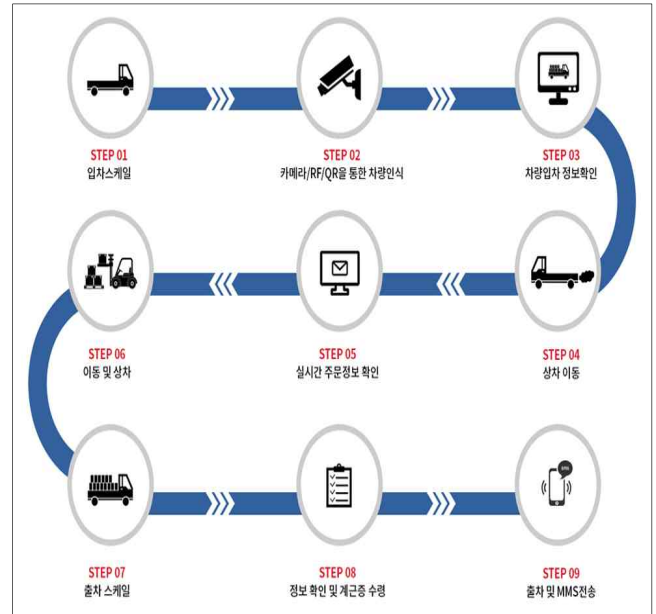 STEP 01
입차스케일
STEP 02
카메라/RF/QR을 통한 차량인식
STEP 03
차량입차 정보확인
STEP 06
이동 및 상차
STEP 05
실시간 주문정보 확인
STEP 04
상차 이동
STEP 07
출차 스케일
STEP 08
정보 확인 및 계근증 수령
STEP 09
출차 및 MMS전송